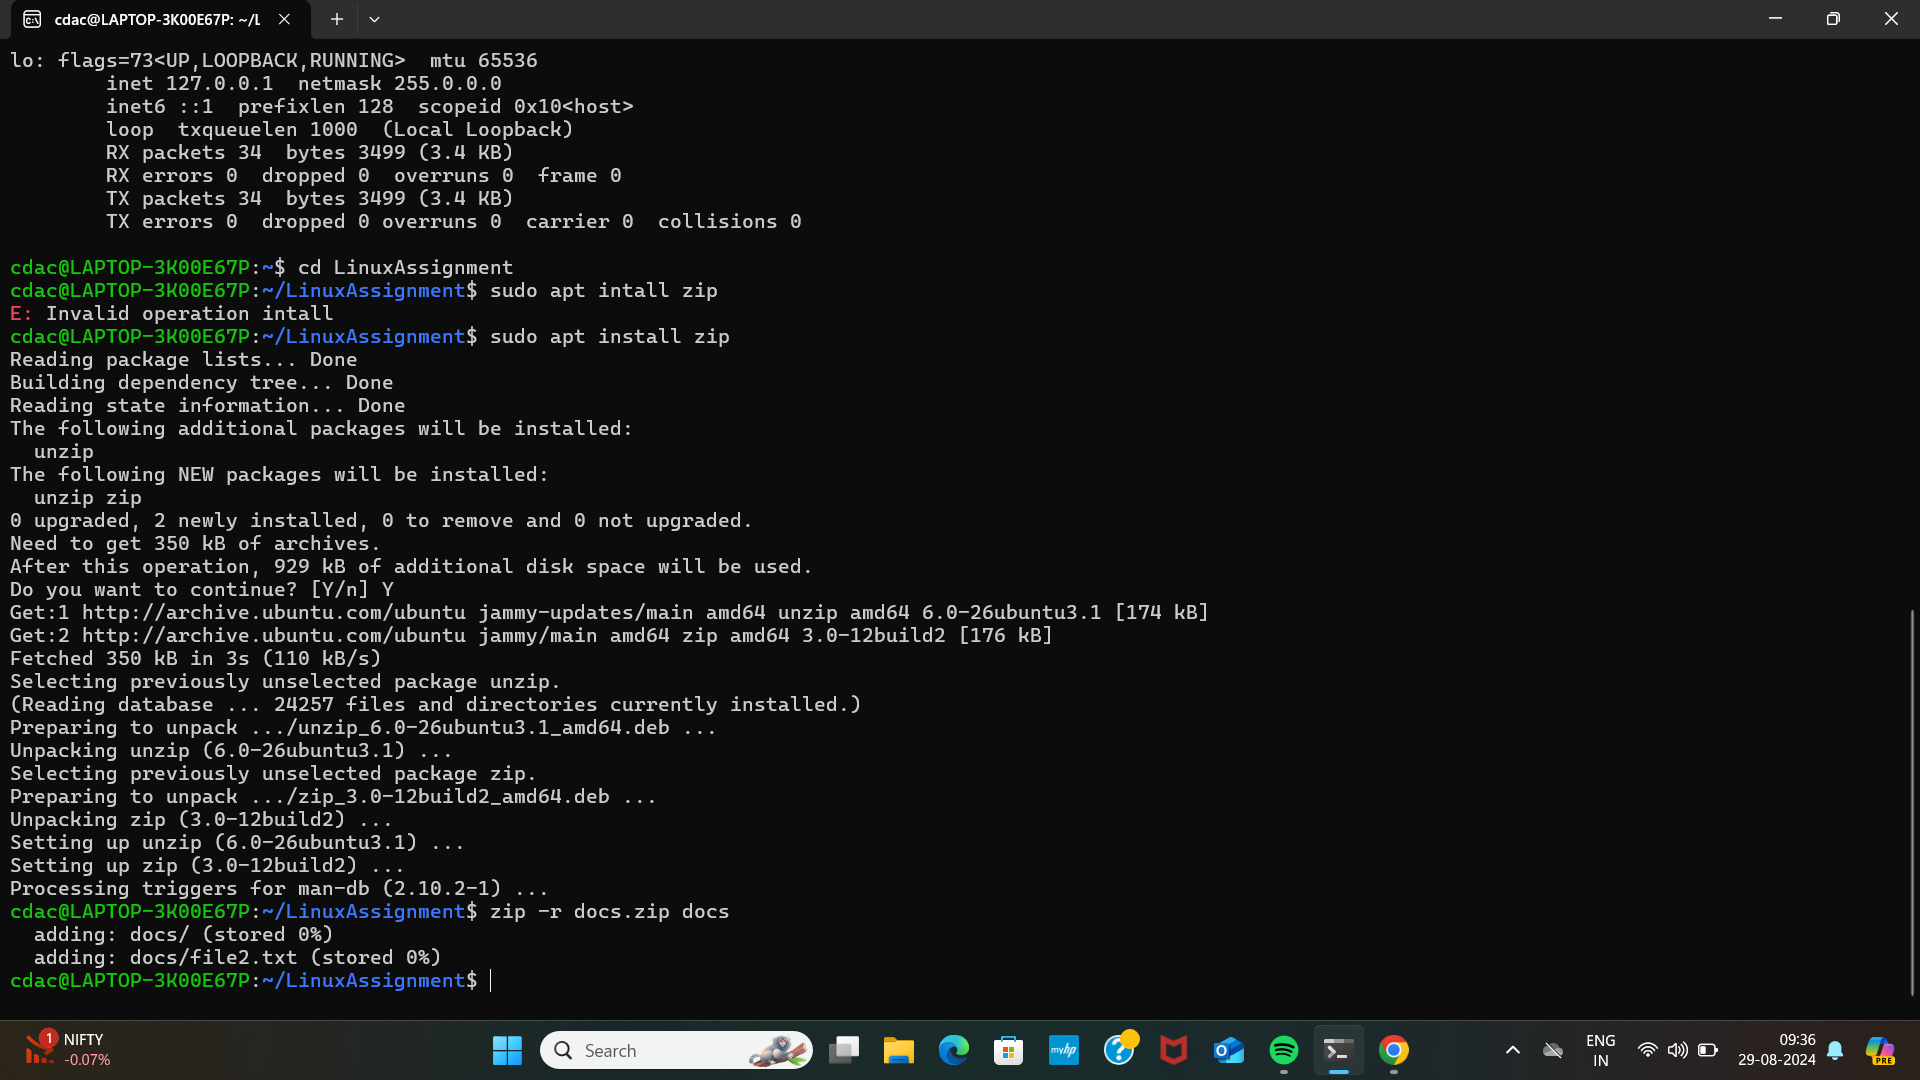 cdac@LAPTOP-3K00E67P: ~/L
lo: flags=73<UP,LOOPBACK,RUNNING>  mtu 65536
        inet 127.0.0.1  netmask 255.0.0.0
        inet6 ::1  prefixlen 128  scopeid 0x10<host>
        loop  txqueuelen 1000  (Local Loopback)
        RX packets 34  bytes 3499 (3.4 KB)
        RX errors 0  dropped 0  overruns 0  frame 0
        TX packets 34  bytes 3499 (3.4 KB)
        TX errors 0  dropped 0 overruns 0  carrier 0  collisions 0
cdac@LAPTOP-3K00E67P:~$ cd LinuxAssignment
cdac@LAPTOP-3K00E67P:~/LinuxAssignment$ sudo apt intall zip
E: Invalid operation intall
cdac@LAPTOP-3K00E67P:~/LinuxAssignment$ sudo apt install zip
Reading package lists... Done
Building dependency tree... Done
Reading state information... Done
The following additional packages will be installed:
  unzip
The following NEW packages will be installed:
  unzip zip
0 upgraded, 2 newly installed, 0 to remove and 0 not upgraded.
Need to get 350 kB of archives.
After this operation, 929 kB of additional disk space will be used.
Do you want to continue? [Y/n] Y
Get:1 http://archive.ubuntu.com/ubuntu jammy-updates/main amd64 unzip amd64 6.0-26ubuntu3.1 [174 kB]
Get:2 http://archive.ubuntu.com/ubuntu jammy/main amd64 zip amd64 3.0-12build2 [176 kB]
Fetched 350 kB in 3s (110 kB/s)
Selecting previously unselected package unzip.
(Reading database ... 24257 files and directories currently installed.)
Preparing to unpack .../unzip_6.0-26ubuntu3.1_amd64.deb ...
Unpacking unzip (6.0-26ubuntu3.1) ...
Selecting previously unselected package zip.
Preparing to unpack .../zip_3.0-12build2_amd64.deb ...
Unpacking zip (3.0-12build2) ...
Setting up unzip (6.0-26ubuntu3.1) ...
Setting up zip (3.0-12build2) ...
Processing triggers for man-db (2.10.2-1) ...
cdac@LAPTOP-3K00E67P:~/LinuxAssignment$ zip -r docs.zip docs
  adding: docs/ (stored 0%)
  adding: docs/file2.txt (stored 0%)
cdac@LAPTOP-3K00E67P:~/LinuxAssignment$
1
NIFTY
-0.07%
Search
myhp
ENG
IN
09:36
29-08-2024
PRE